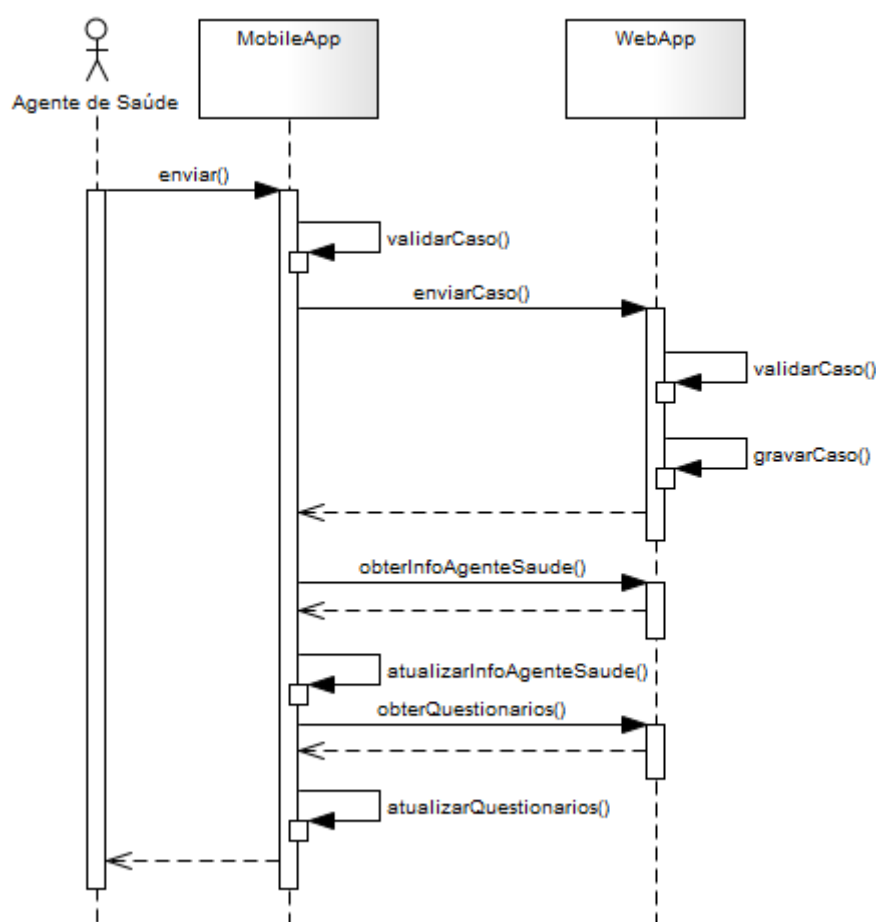 MobileApp
WebApp
Agente de Saúde
enviar()
validarCaso()
enviarCaso()
validarCaso()
gravarCaso()
obterInfoAgenteSaude()
atualizarInfoAgenteSaude()
obterQuestionarios()
atualizarQuestionarios()